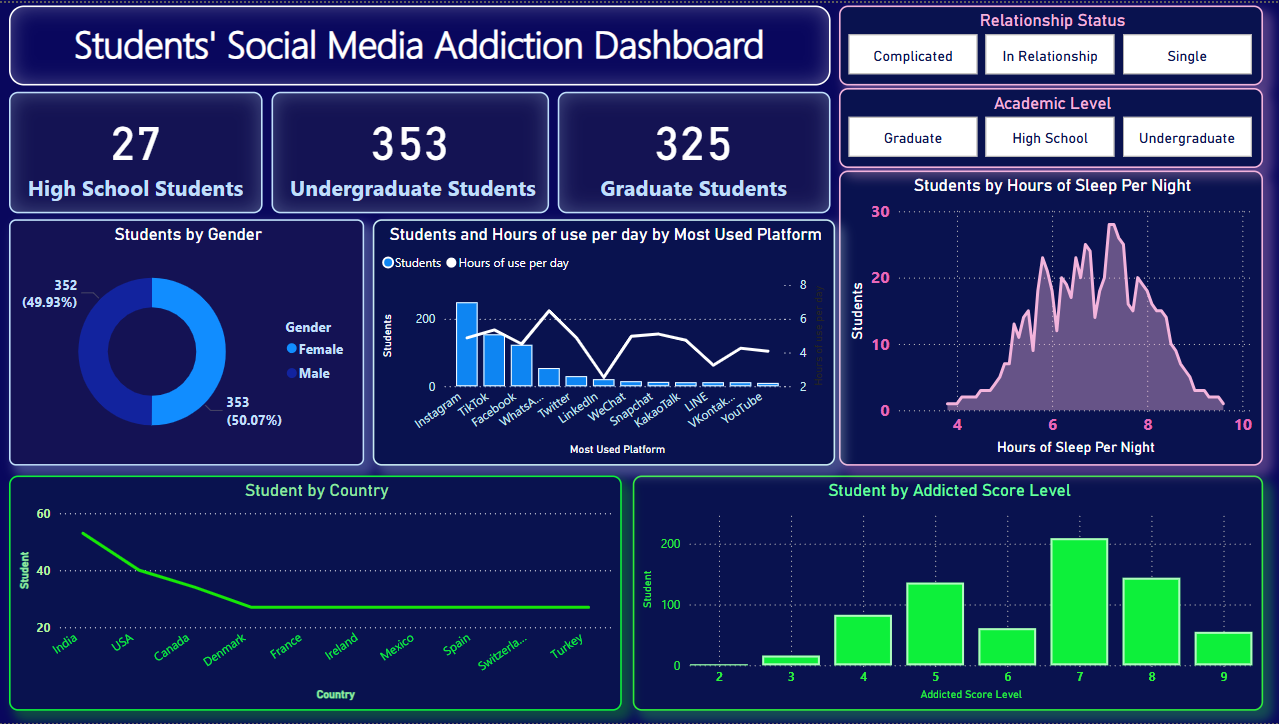 Students' Social Media Addiction Dashboard
Relationship Status
Complicated
In Relationship
Single
Academic Level
Graduate
High School
Undergraduate
27
High School Students
353
Undergraduate Students
325
Graduate Students
Students by Gender
352
(49.93%)
353
(50.07%)
Gender
Female
Male
Students and Hours of use per day by Most Used Platform
Students
Hours of use per day
Students
200
0
8
6
4
2
Hours of use per day
Instagram
TikTok
Facebook
WhatsA...
Twitter
LinkedIn
WeChat
Snapchat
KakaoTalk
LINE
VKontak...
YouTube
Most Used Platform
Students by Hours of Sleep Per Night
Students
30
20
10
0
4
6
8
10
Hours of Sleep Per Night
Student by Country
Student
60
40
20
India
USA
Canada
Denmark
France
Ireland
Mexico
Spain
Switzerla...
Turkey
Country
Student by Addicted Score Level
Student
200
100
0
2
3
4
5
6
7
8
9
Addicted Score Level